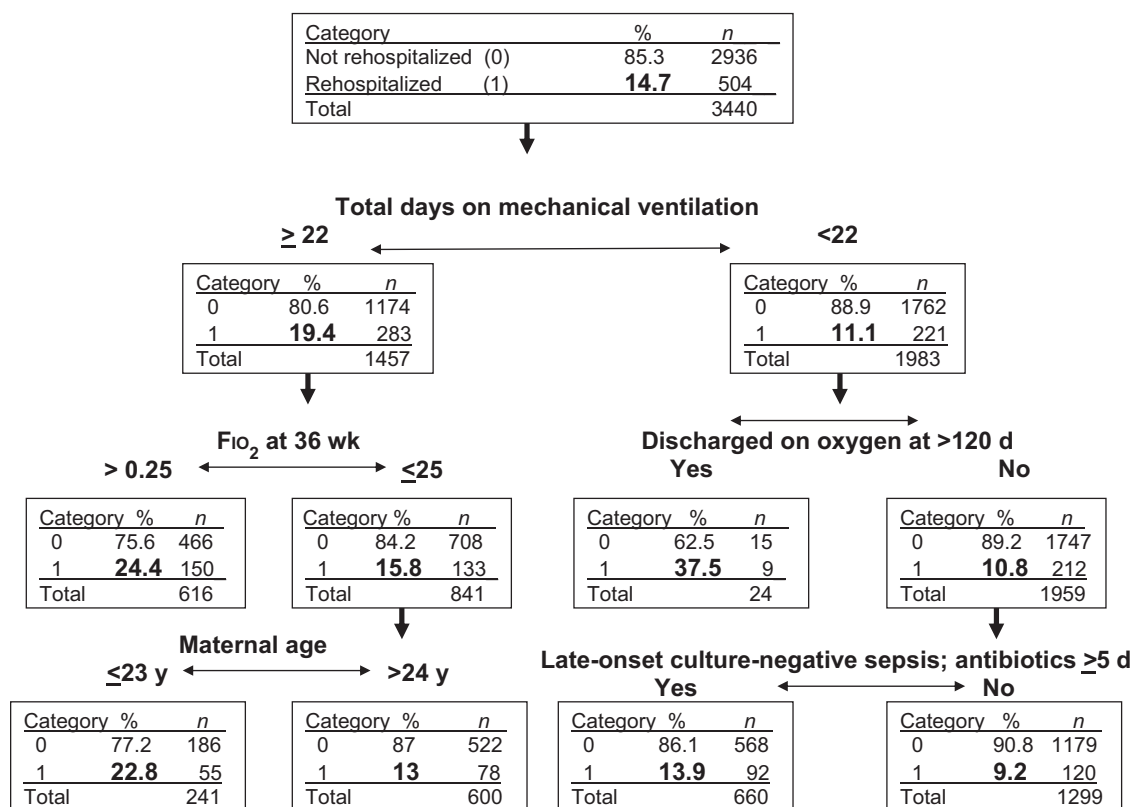 Category % n
Not rehospitalized (0) 85.3 2936
Rehospitalized (1) 14.7 504
Total 3440
Total days on mechanical ventilation
≥ 22 <22
Category % n
0 80.6 1174
1 19.4 283
Total 1457
Category % n
0 88.9 1762
1 11.1 221
Total 1983
FIO2 at 36 wk
> 0.25 ≤25
Discharged on oxygen at >120 d
Yes No
Category % n
0 75.6 466
1 24.4 150
Total 616
Category % n
0 84.2 708
1 15.8 133
Total 841
Category % n
0 62.5 15
1 37.5 9
Total 24
Category % n
0 89.2 1747
1 10.8 212
Total 1959
Maternal age
≤23 y >24 y
Late-onset culture-negative sepsis; antibiotics ≥5 d
Yes No
Category % n
0 77.2 186
1 22.8 55
Total 241
Category % n
0 87 522
1 13 78
Total 600
Category % n
0 86.1 568
1 13.9 92
Total 660
Category % n
0 90.8 1179
1 9.2 120
Total 1299